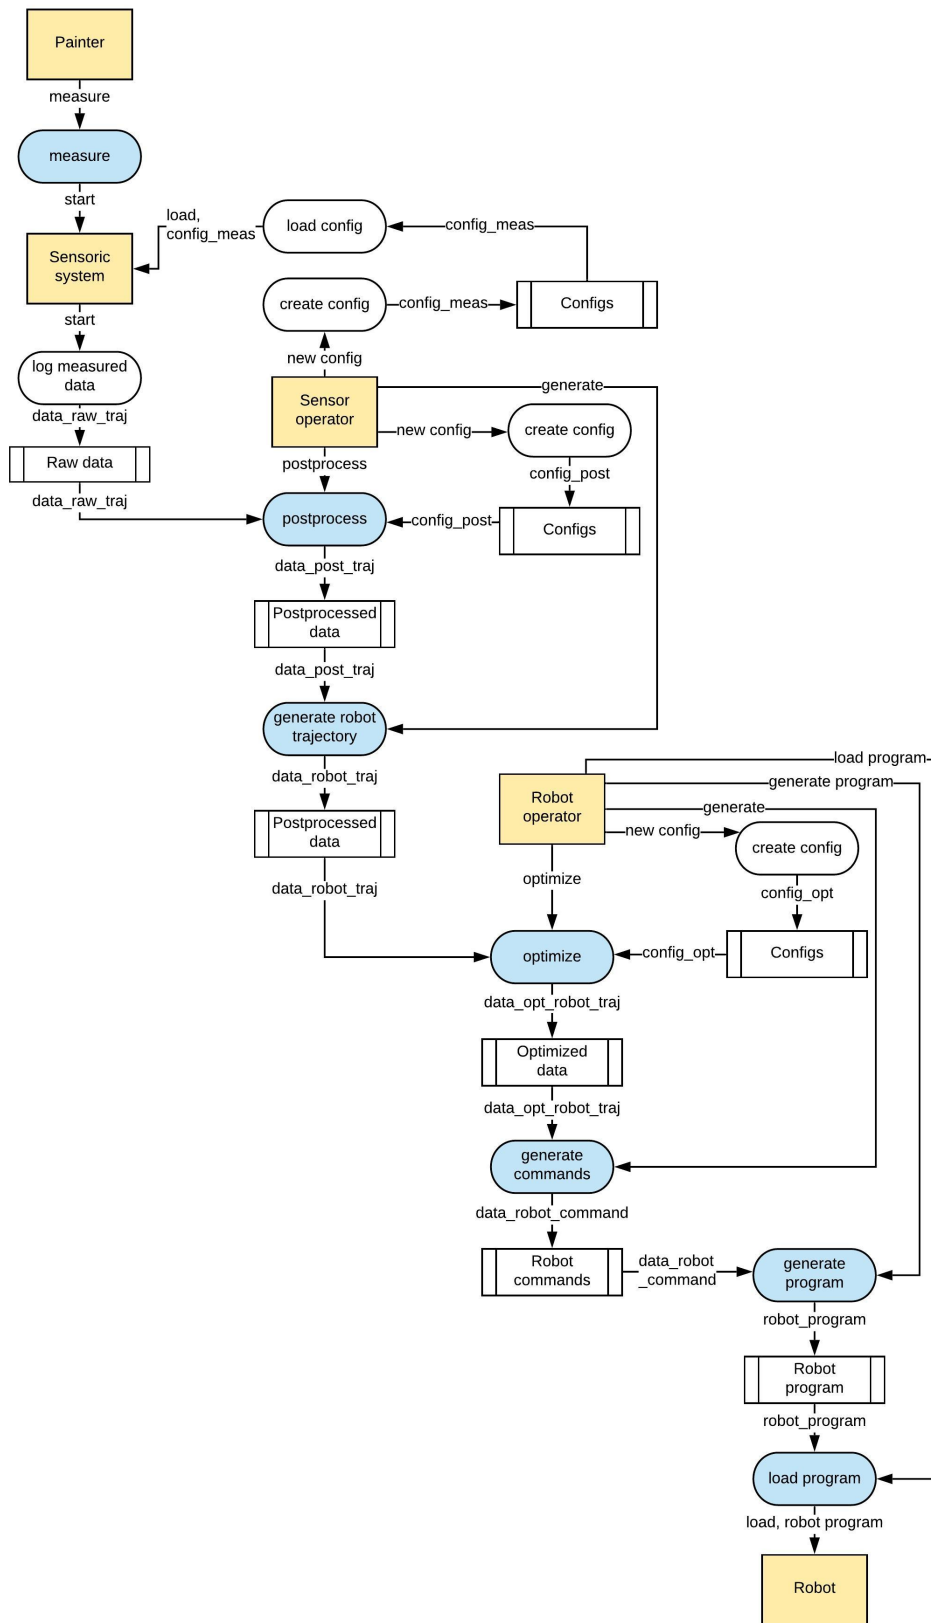 Painter
measure
measure
start
load,
config_meas
load config
config_meas
Sensoric
system
create config
config_meas
Configs
start
new config
log measured
data
generate
Sensor
operator
new config
create config
data_raw_traj
Raw data
postprocess
config_post
data_raw_traj
postprocess
config_post
Configs
data_post_traj
Postprocessed
data
data_post_traj
generate robot
trajectory
data_robot_traj
load program
generate program
Robot
operator
generate
Postprocessed
data
new config
create config
data_robot_traj
optimize
config_opt
optimize
config_opt
Configs
data_opt_robot_traj
Optimized
data
data_opt_robot_traj
generate
commands
data_robot_command
Robot
commands
data_robot
_command
generate
program
robot_program
Robot
program
robot_program
load program
load, robot program
Robot